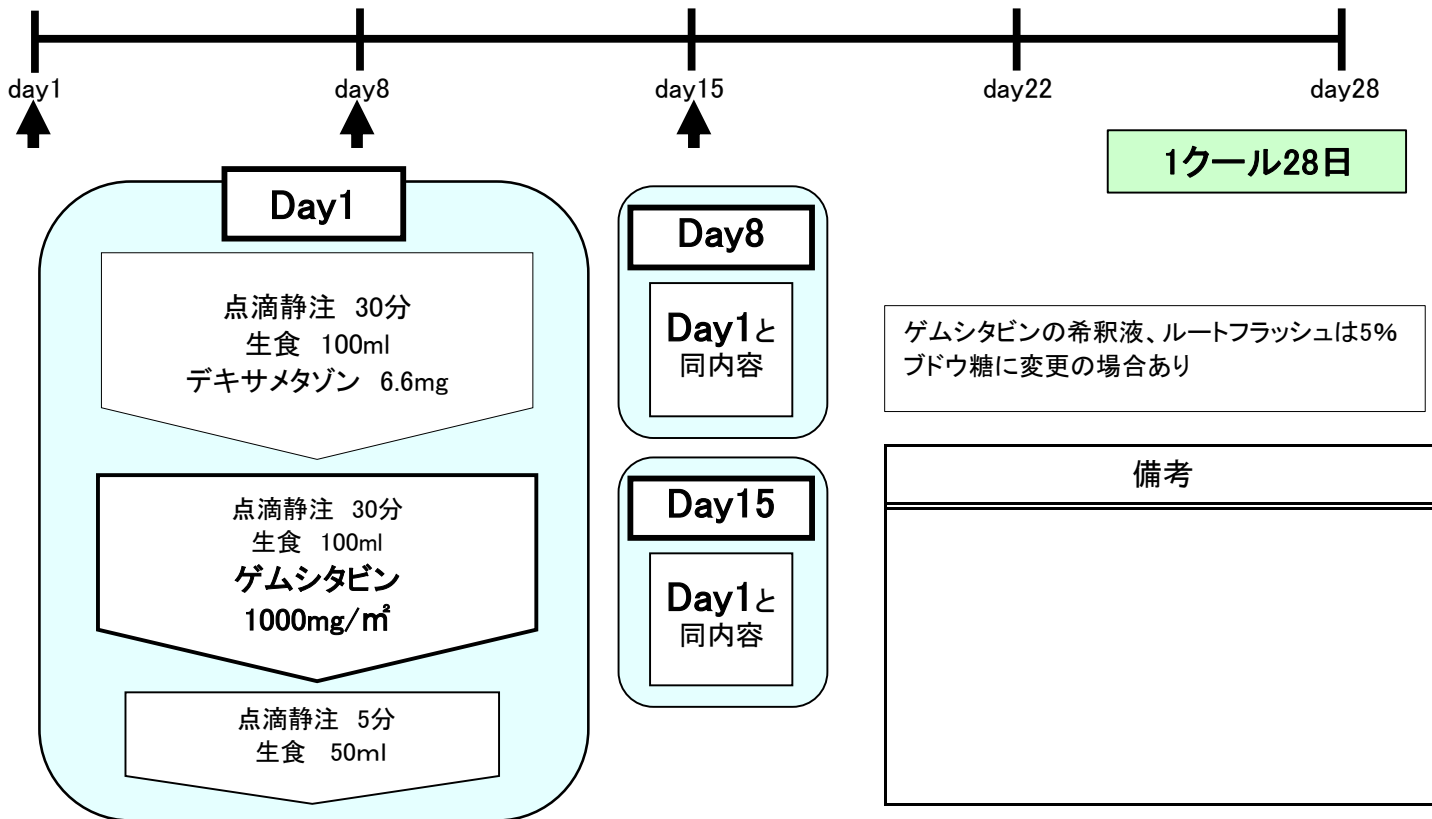 day1
day8
day15
day22
day28
1クール28日
Day1
点滴静注 30分
生食 100ml
デキサメタゾン 6.6mg
点滴静注 30分
生食 100ml
ゲムシタビン
1000mg/㎡
点滴静注 5分
生食 50ml
Day8
Day1と
同内容
Day15
Day1と
同内容
ゲムシタビンの希釈液、ルートフラッシュは5%
ブドウ糖に変更の場合あり
備考